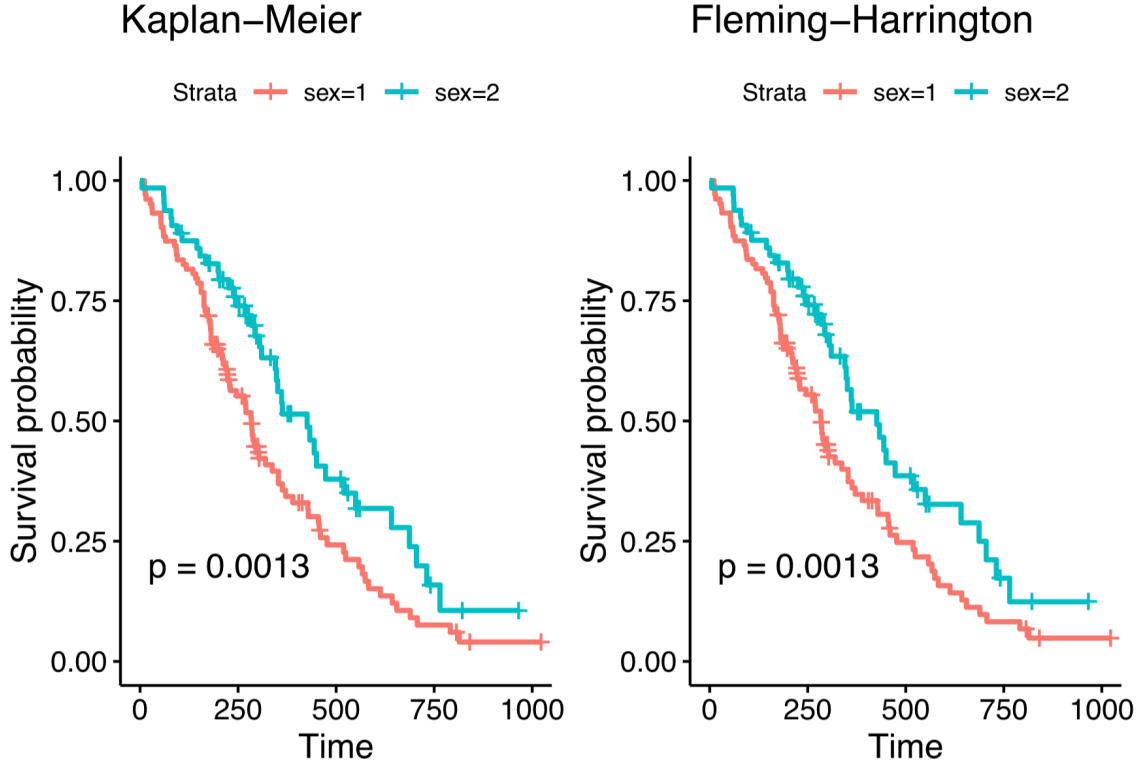 Kaplan−Meier
Strata sex=1 sex=2
Survival probability
1.00
0.75
0.50
0.25
0.00
p = 0.0013
0 250 500 750 1000
Time
Fleming−Harrington
Strata sex=1 sex=2
Survival probability
1.00
0.75
0.50
0.25
0.00
p = 0.0013
0 250 500 750 1000
Time